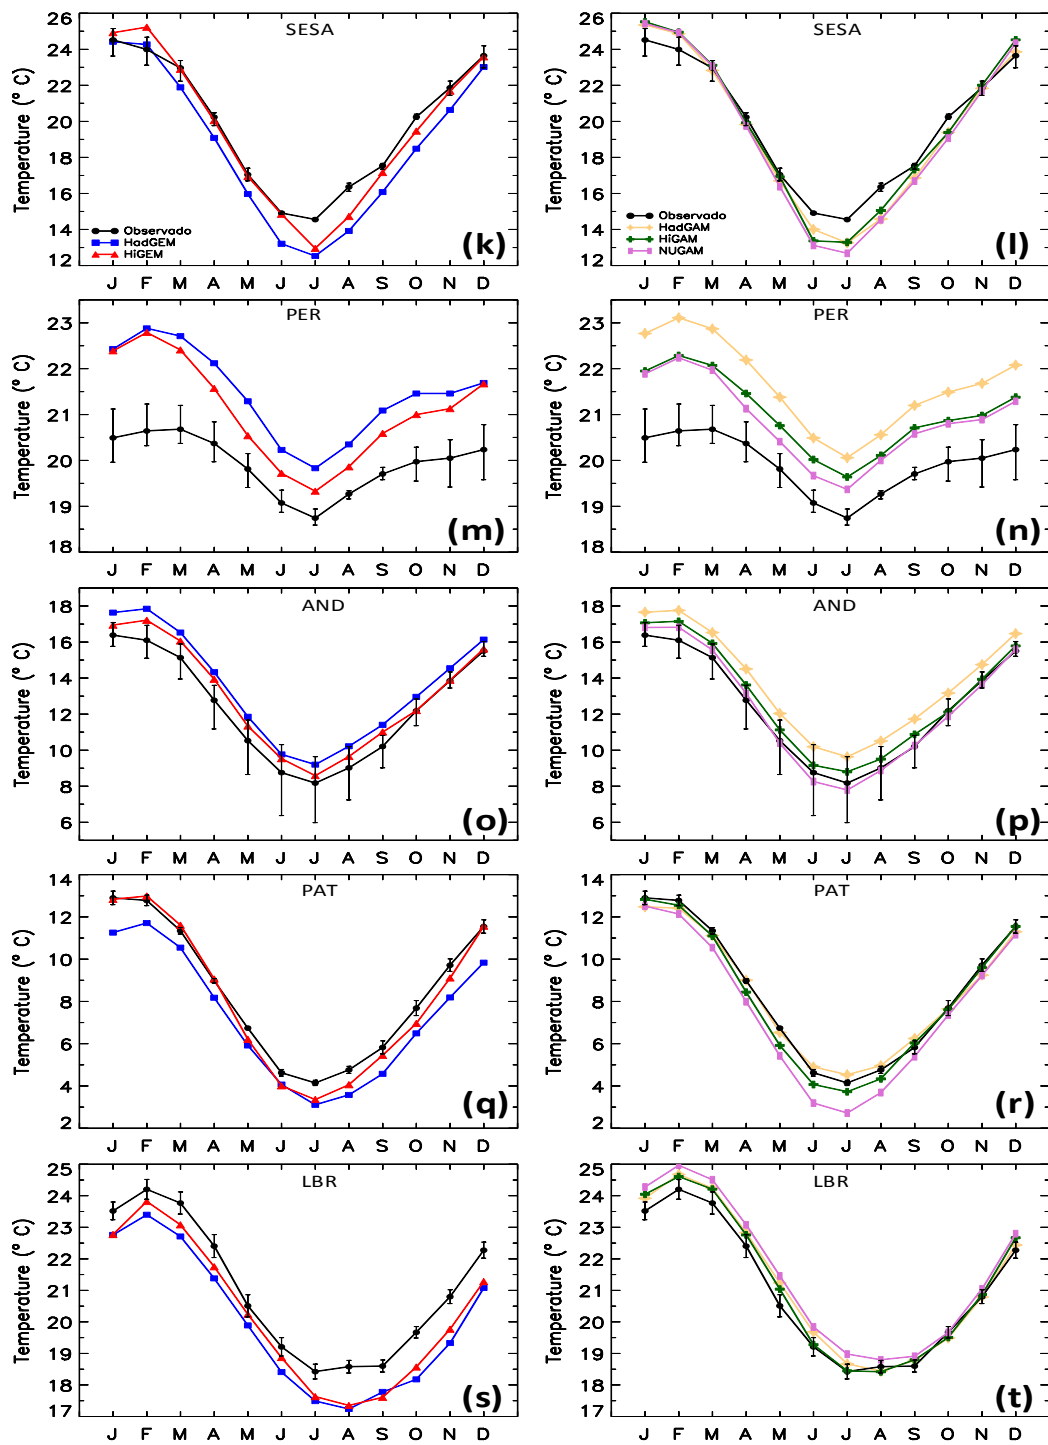 SESA
Temperature (° C)
26
24
22
20
18
16
14
12
Observado
HadGEM
HiGEM
(k)
J F M A M J J A S O N D
SESA
Temperature (° C)
26
24
22
20
18
16
14
12
Observado
HadGAM
HiGAM
NUGAM
(l)
J F M A M J J A S O N D
PER
Temperature (° C)
23
22
21
20
19
18
(m)
J F M A M J J A S O N D
PER
Temperature (° C)
23
22
21
20
19
18
(n)
J F M A M J J A S O N D
AND
Temperature (° C)
18
16
14
12
10
8
6
(o)
J F M A M J J A S O N D
AND
Temperature (° C)
18
16
14
12
10
8
6
(p)
J F M A M J J A S O N D
PAT
Temperature (° C)
14
12
10
8
6
4
2
(q)
J F M A M J J A S O N D
PAT
Temperature (° C)
14
12
10
8
6
4
2
(r)
J F M A M J J A S O N D
LBR
Temperature (° C)
25
24
23
22
21
20
19
18
17
(s)
J F M A M J J A S O N D
LBR
Temperature (° C)
25
24
23
22
21
20
19
18
17
(t)
J F M A M J J A S O N D